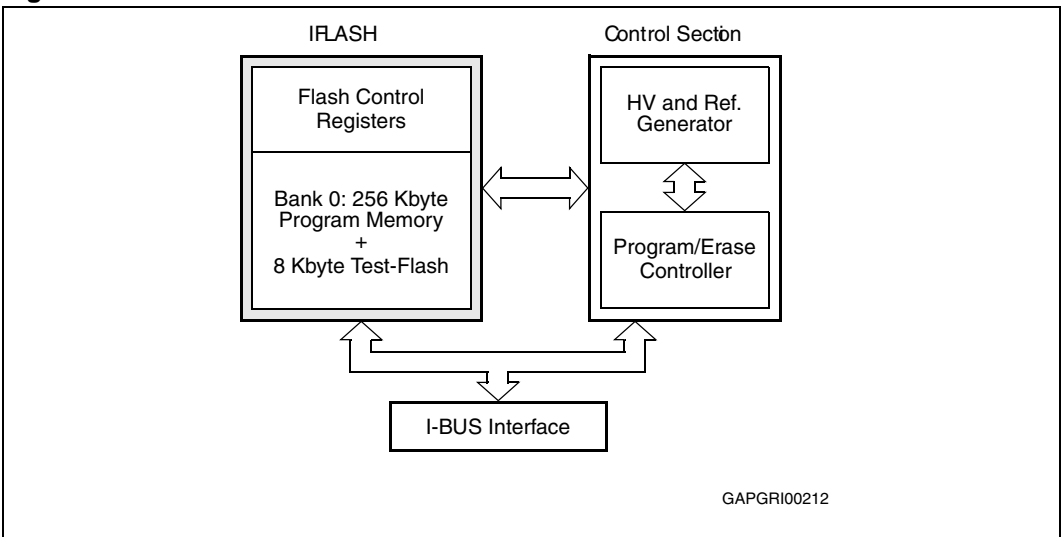 IFLASH
Control Section
Flash Control
Registers
Bank 0: 256 Kbyte
Program Memory
+
8 Kbyte Test-Flash
HV and Ref.
Generator
Program/Erase
Controller
I-BUS Interface
GAPGRI00212